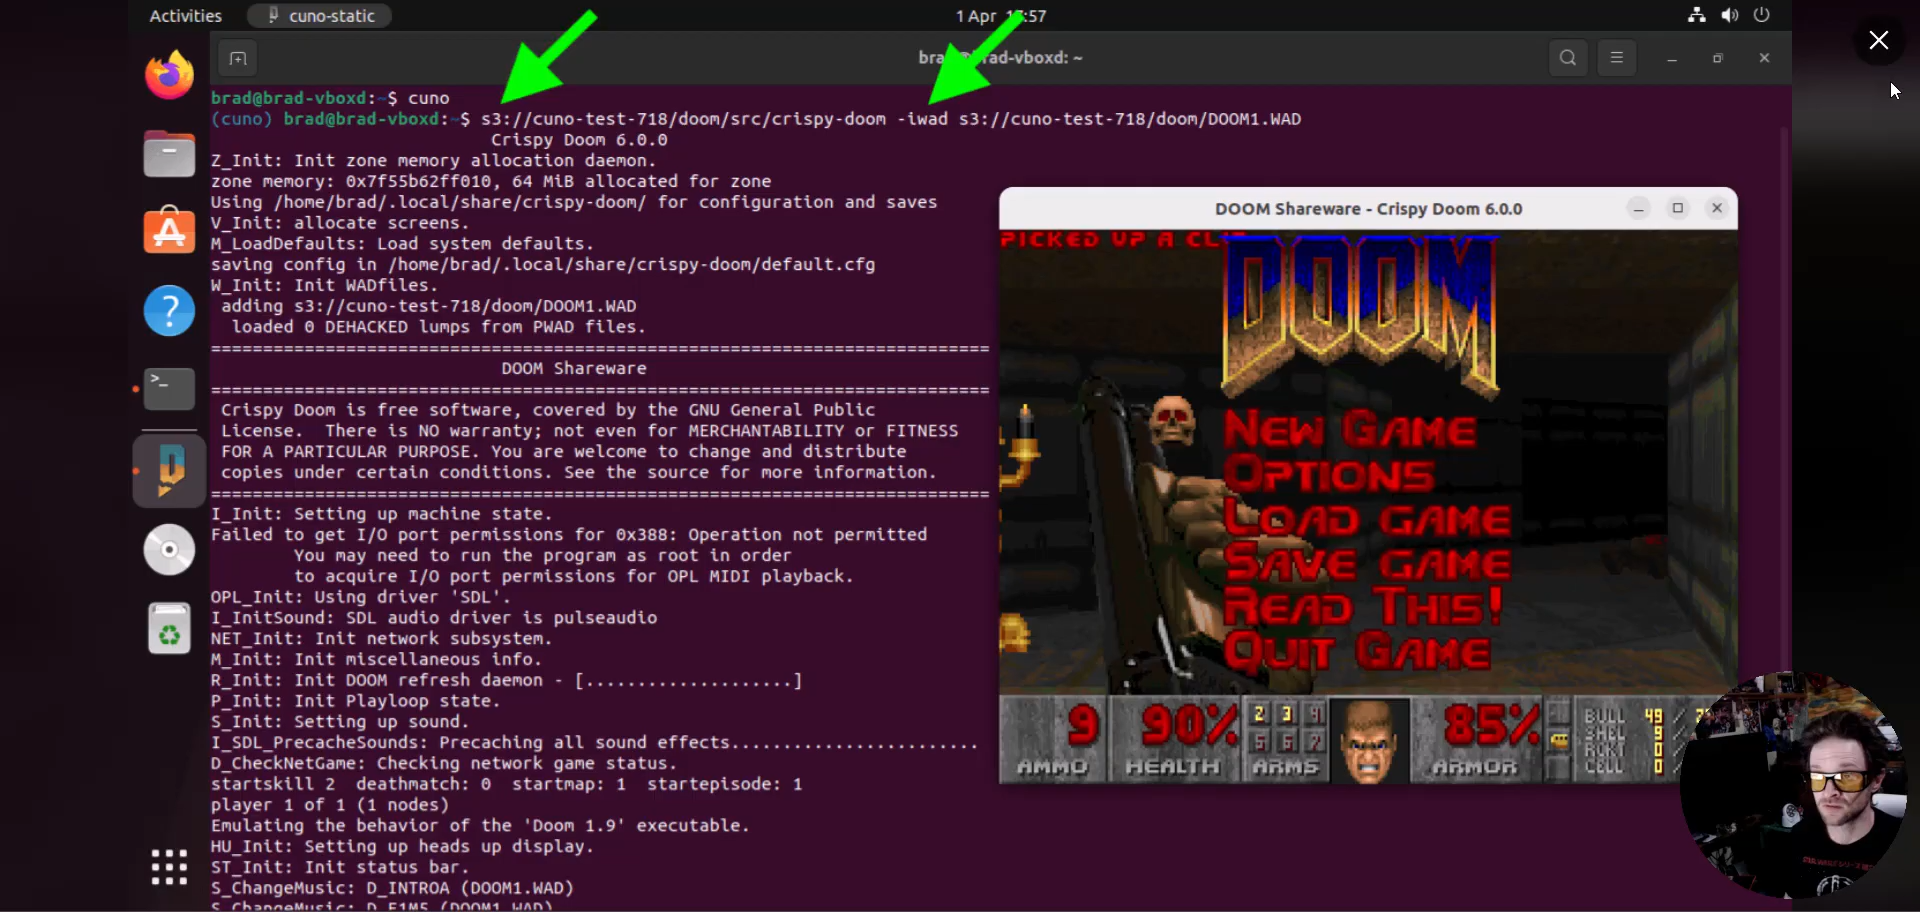 Activities
cuno-static
1 Apr
brad@brad-vboxd: ~
brad@brad-vboxd:~$ cuno
(cuno) brad@brad-vboxd:~$ s3://cuno-test-718/doom/src/crispy-doom -iwad s3://cuno-test-718/doom/DOOM1.WAD
Crispy Doom 6.0.0
Z_Init: Init zone memory allocation daemon.
zone memory: 0x7f55b62ff010, 64 MiB allocated for zone
Using /home/brad/.local/share/crispy-doom/ for configuration and saves
V_Init: allocate screens.
M_LoadDefaults: Load system defaults.
saving config in /home/brad/.local/share/crispy-doom/default.cfg
W_Init: Init WADfiles.
adding s3://cuno-test-718/doom/DOOM1.WAD
loaded 0 DEHACKED lumps from PWAD files.
===========================================================================
DOOM Shareware
===========================================================================
Crispy Doom is free software, covered by the GNU General Public
License.  There is NO warranty; not even for MERCHANTABILITY or FITNESS
FOR A PARTICULAR PURPOSE. You are welcome to change and distribute
copies under certain conditions. See the source for more information.
===========================================================================
I_Init: Setting up machine state.
Failed to get I/O port permissions for 0x388: Operation not permitted
You may need to run the program as root in order
to acquire I/O port permissions for OPL MIDI playback.
OPL_Init: Using driver 'SDL'.
I_InitSound: SDL audio driver is pulseaudio
NET_Init: Init network subsystem.
M_Init: Init miscellaneous info.
R_Init: Init DOOM refresh daemon - [....................]
P_Init: Init Playloop state.
S_Init: Setting up sound.
I_SDL_PrecacheSounds: Precaching all sound effects........................
D_CheckNetGame: Checking network game status.
startskill 2  deathmatch: 0  startmap: 1  startepisode: 1
player 1 of 1 (1 nodes)
Emulating the behavior of the 'Doom 1.9' executable.
HU_Init: Setting up heads up display.
ST_Init: Init status bar.
S_ChangeMusic: D_INTROA (DOOM1.WAD)
S_ChangeMusic: D_E1M5 (DOOM1.WAD)
DOOM Shareware - Crispy Doom 6.0.0
PICKED UP A CLIP
DOOM
NEW GAME
OPTIONS
LOAD GAME
SAVE GAME
READ THIS!
QUIT GAME
9 90% 2 3 4 85% BULL 49 /
5 6 7 SHEL 9 /
RCKT 0 /
AMMO HEALTH ARMS ARMOR CELL 0 /